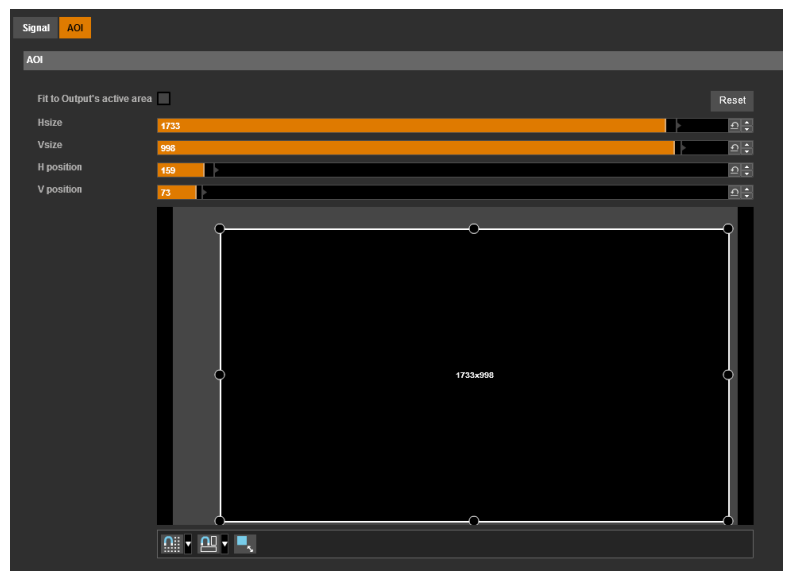 Signal AOI
AOI
Fit to Output's active area Reset
Hsize 1733
Vsize 998
H position 159
V position 73
1733x998